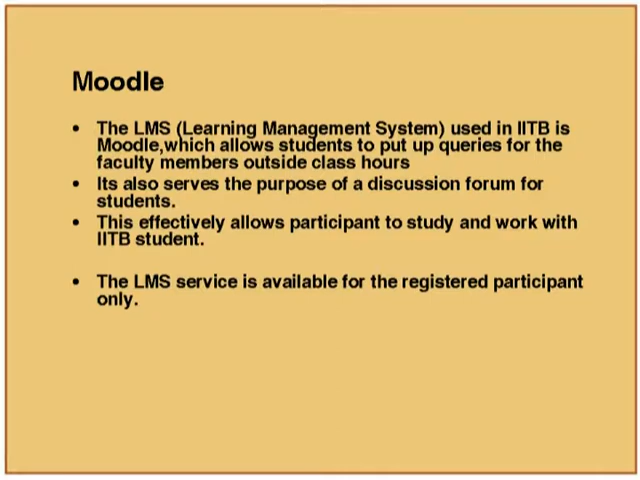 Moodle
• The LMS (Learning Management System) used in IITB is
Moodle,which allows students to put up queries for the
faculty members outside class hours
• Its also serves the purpose of a discussion forum for
students.
• This effectively allows participant to study and work with
IITB student.
• The LMS service is available for the registered participant
only.